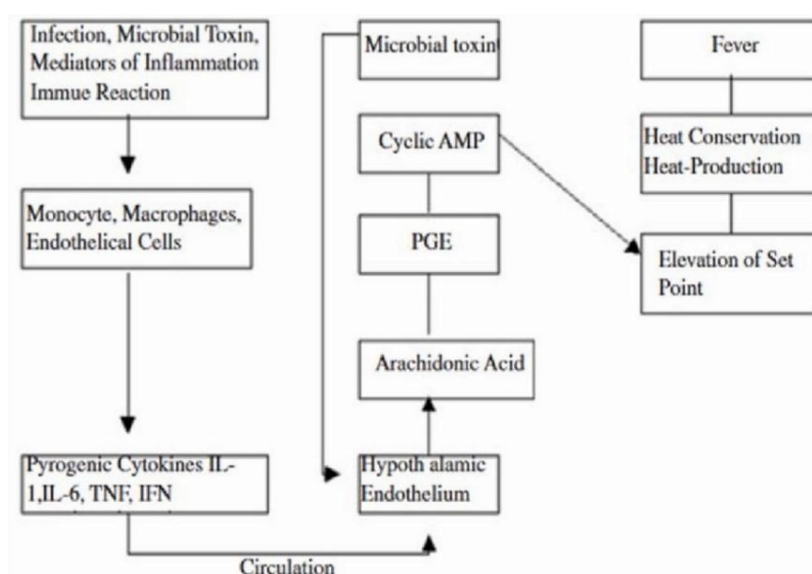 Infection, Microbial Toxin,
Mediators of Inflammation
Immue Reaction
Monocyte, Macrophages,
Endothelical Cells
Pyrogenic Cytokines IL-
1,IL-6, TNF, IFN
Circulation
Microbial toxin
Cyclic AMP
PGE
Arachidonic Acid
Hypoth alamic
Endothelium
Fever
Heat Conservation
Heat-Production
Elevation of Set
Point